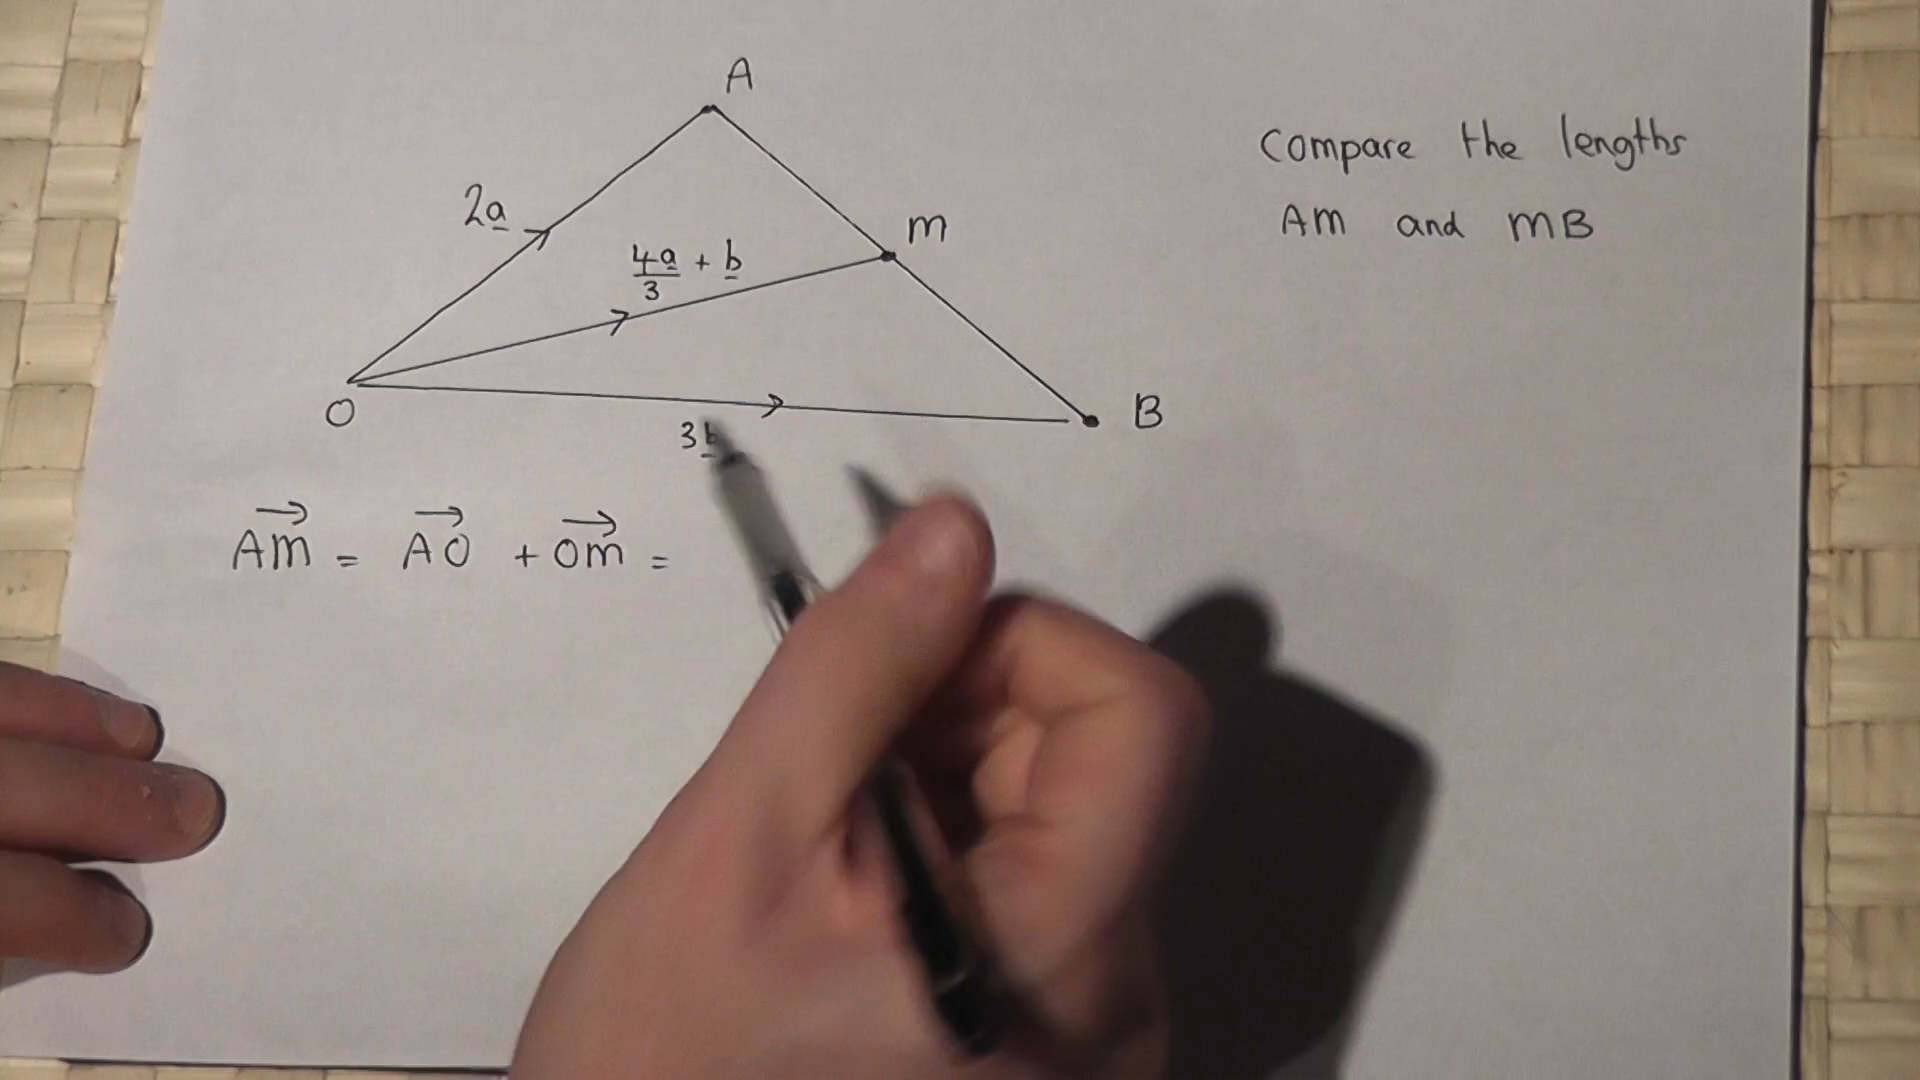 A
2a
m
4a/3 + b
O
B
3b
Compare the lengths
AM and MB
AM = AO + OM =